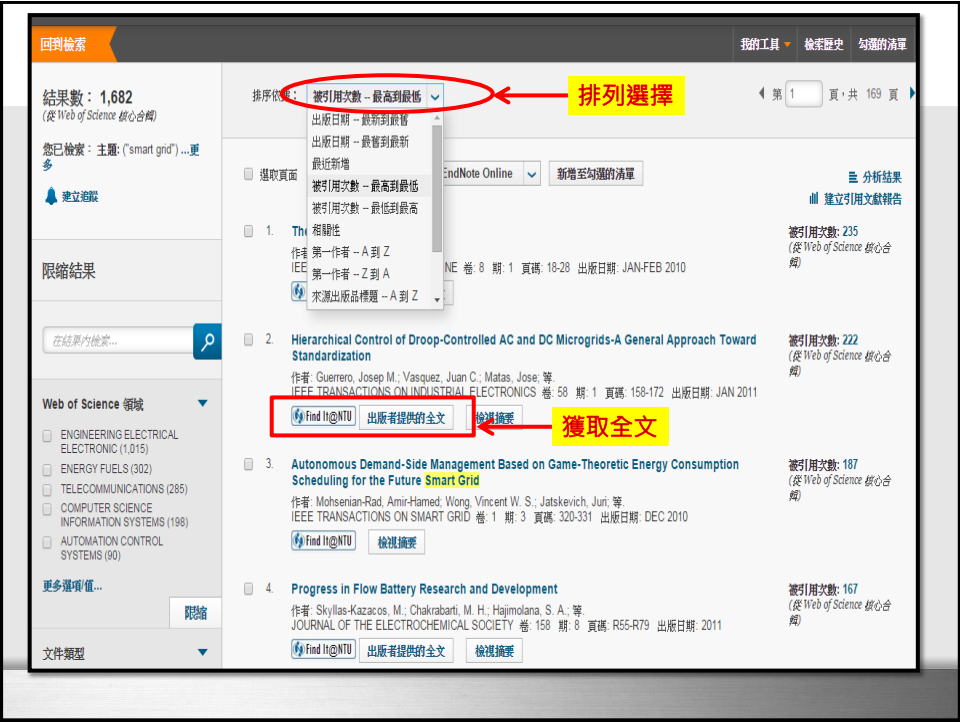 回到檢索
我的工具 檢索歷史 勾選的清單
結果數： 1,682
(從 Web of Science 核心合輯)
您已檢索： 主題: ("smart grid") ...更多
建立追蹤
排序依據： 被引用次數 -- 最高到最低
排列選擇
第 1 頁，共 169 頁
出版日期 -- 最新到最舊
出版日期 -- 最舊到最新
最近新增
被引用次數 -- 最高到最低
被引用次數 -- 最低到最高
相關性
第一作者 -- A 到 Z
第一作者 -- Z 到 A
來源出版品標題 -- A 到 Z
選取頁面 EndNote Online 新增至勾選的清單
分析結果
建立引用文獻報告
1. The
作者
IEE NE 卷: 8 期: 1 頁碼: 18-28 出版日期: JAN-FEB 2010
被引用次數: 235
(從 Web of Science 核心合輯)
限縮結果
在結果內檢索...
2. Hierarchical Control of Droop-Controlled AC and DC Microgrids-A General Approach Toward
Standardization
作者: Guerrero, Josep M.; Vasquez, Juan C.; Matas, Jose; 等.
IEEE TRANSACTIONS ON INDUSTRIAL ELECTRONICS 卷: 58 期: 1 頁碼: 158-172 出版日期: JAN 2011
Find It@NTU 出版者提供的全文 檢視摘要
獲取全文
被引用次數: 222
(從 Web of Science 核心合輯)
Web of Science 領域
ENGINEERING ELECTRICAL
ELECTRONIC (1,015)
ENERGY FUELS (302)
TELECOMMUNICATIONS (285)
COMPUTER SCIENCE
INFORMATION SYSTEMS (198)
AUTOMATION CONTROL
SYSTEMS (90)
更多選項/值...
限縮
文件類型
3. Autonomous Demand-Side Management Based on Game-Theoretic Energy Consumption
Scheduling for the Future Smart Grid
作者: Mohsenian-Rad, Amir-Hamed; Wong, Vincent W. S.; Jatskevich, Juri; 等.
IEEE TRANSACTIONS ON SMART GRID 卷: 1 期: 3 頁碼: 320-331 出版日期: DEC 2010
Find It@NTU 檢視摘要
被引用次數: 187
(從 Web of Science 核心合輯)
4. Progress in Flow Battery Research and Development
作者: Skyllas-Kazacos, M.; Chakrabarti, M. H.; Hajimolana, S. A.; 等.
JOURNAL OF THE ELECTROCHEMICAL SOCIETY 卷: 158 期: 8 頁碼: R55-R79 出版日期: 2011
Find It@NTU 出版者提供的全文 檢視摘要
被引用次數: 167
(從 Web of Science 核心合輯)